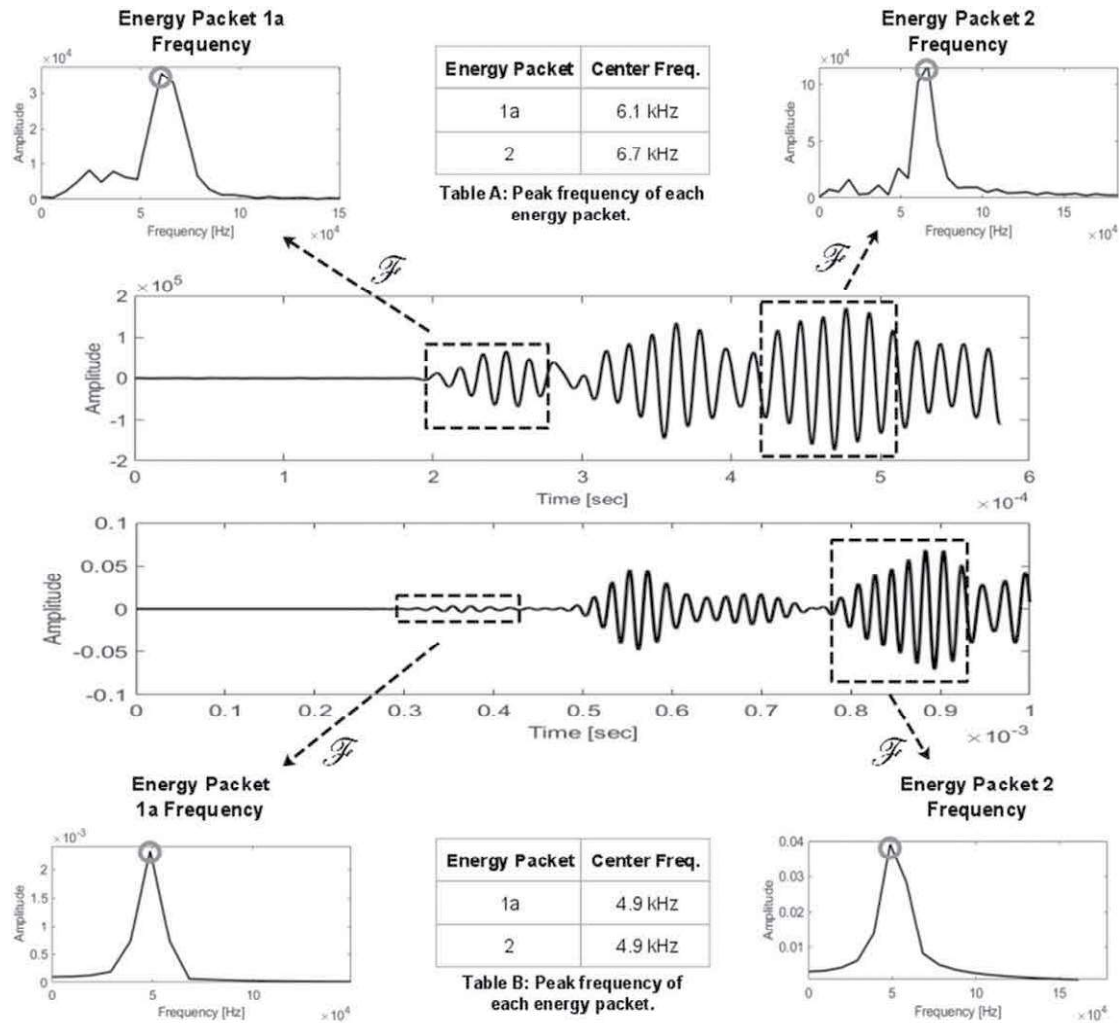 Energy Packet 1a
Frequency
×10⁴
3
2
1
0
Amplitude
0
5
10
15
Frequency [Hz]
×10⁴
Energy Packet Center Freq.
1a 6.1 kHz
2 6.7 kHz
Table A: Peak frequency of each
energy packet.
Energy Packet 2
Frequency
×10⁴
10
5
0
Amplitude
0
5
10
15
Frequency [Hz]
×10⁴
ℱ
ℱ
×10⁵
2
1
0
-1
-2
Amplitude
0
1
2
3
4
5
6
Time [sec]
×10⁻⁴
0.1
0.05
0
-0.05
-0.1
Amplitude
0
0.1
0.2
0.3
0.4
0.5
0.6
0.7
0.8
0.9
1
Time [sec]
×10⁻³
ℱ
ℱ
Energy Packet
1a Frequency
×10⁻³
2
1.5
1
0.5
0
Amplitude
0
5
10
Frequency [Hz]
×10⁴
Energy Packet Center Freq.
1a 4.9 kHz
2 4.9 kHz
Table B: Peak frequency of
each energy packet.
Energy Packet 2
Frequency
0.04
0.03
0.02
0.01
Amplitude
0
5
10
15
Frequency [Hz]
×10⁴